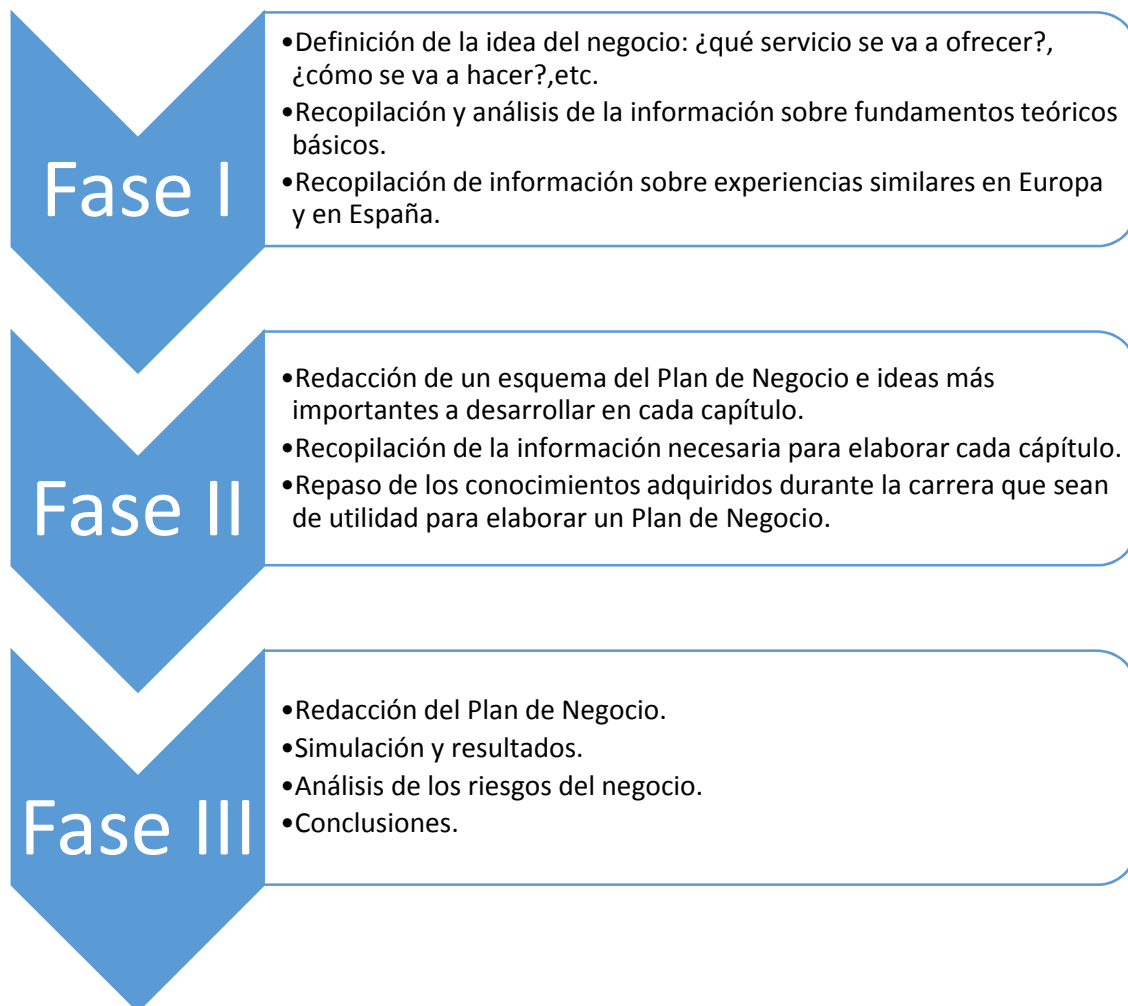 Fase I
•Definición de la idea del negocio: ¿qué servicio se va a ofrecer?,
¿cómo se va a hacer?,etc.
•Recopilación y análisis de la información sobre fundamentos teóricos
básicos.
•Recopilación de información sobre experiencias similares en Europa
y en España.
Fase II
•Redacción de un esquema del Plan de Negocio e ideas más
importantes a desarrollar en cada capítulo.
•Recopilación de la información necesaria para elaborar cada cápítulo.
•Repaso de los conocimientos adquiridos durante la carrera que sean
de utilidad para elaborar un Plan de Negocio.
Fase III
•Redacción del Plan de Negocio.
•Simulación y resultados.
•Análisis de los riesgos del negocio.
•Conclusiones.